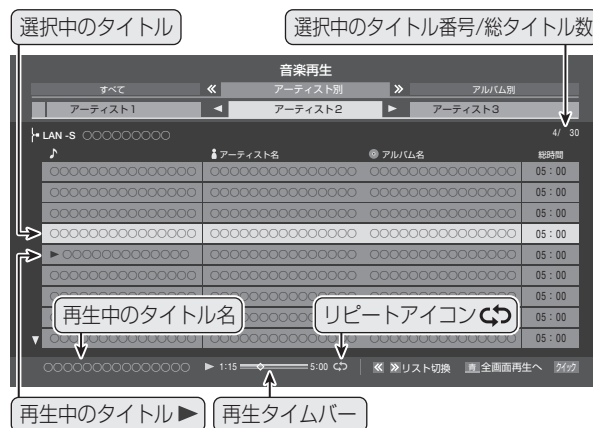 選択中のタイトル
選択中のタイトル番号/総タイトル数
音楽再生
すべて アーティスト別 アルバム別
アーティスト1 ◀ アーティスト2 ▶ アーティスト3
LAN -S ○○○○○○○○○ 4/ 30
♪ アーティスト名 アルバム名 総時間
○○○○○○○○○○○○○○ ○○○○○○○○○○○○○○ ○○○○○○○○○○○○○○ 05：00
○○○○○○○○○○○○○○ ○○○○○○○○○○○○○○ ○○○○○○○○○○○○○○ 05：00
○○○○○○○○○○○○○○ ○○○○○○○○○○○○○○ ○○○○○○○○○○○○○○ 05：00
○○○○○○○○○○○○○○ ○○○○○○○○○○○○○○ ○○○○○○○○○○○○○○ 05：00
▶ ○○○○○○○○○○○○ ○○○○○○○○○○○○○○ ○○○○○○○○○○○○○○ 05：00
○○○○○○○○○○○○○○ ○○○○○○○○○○○○○○ ○○○○○○○○○○○○○○ 05：00
05：00
05：00
05：00
再生中のタイトル名
リピートアイコン
○○○○○○○○○○○○○○ ▶ 1:15 5:00 リスト切換 青 全画面再生へ クイック
再生中のタイトル▶
再生タイムバー